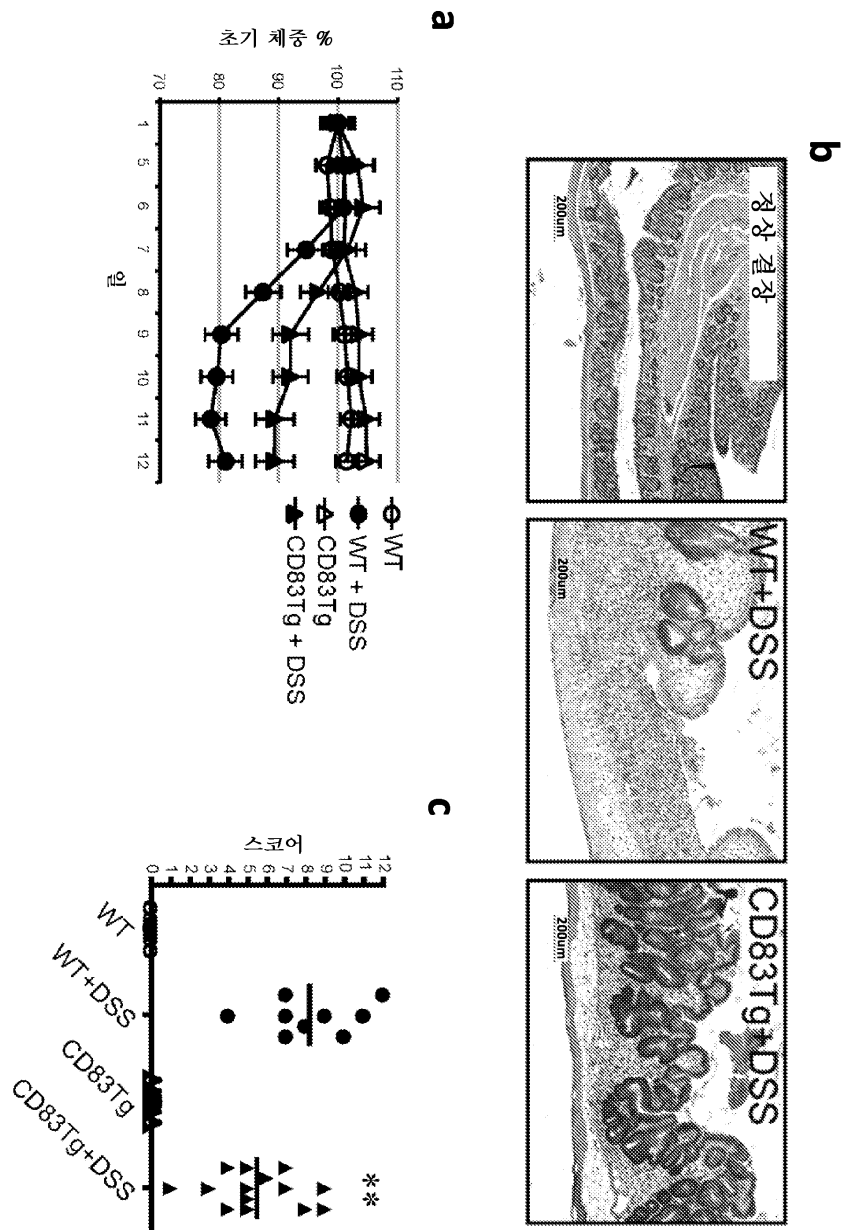 a
초기 체중 %
110
100
90
80
70
1
5
6
7
8
9
10
11
12
일
WT
WT + DSS
CD83Tg
CD83Tg + DSS
b
정상 결장
200um
WT+DSS
200um
CD83Tg+DSS
200um
c
스코어
12
11
10
9
8
7
6
5
4
3
2
1
0
WT
WT+DSS
CD83Tg
CD83Tg+DSS
**